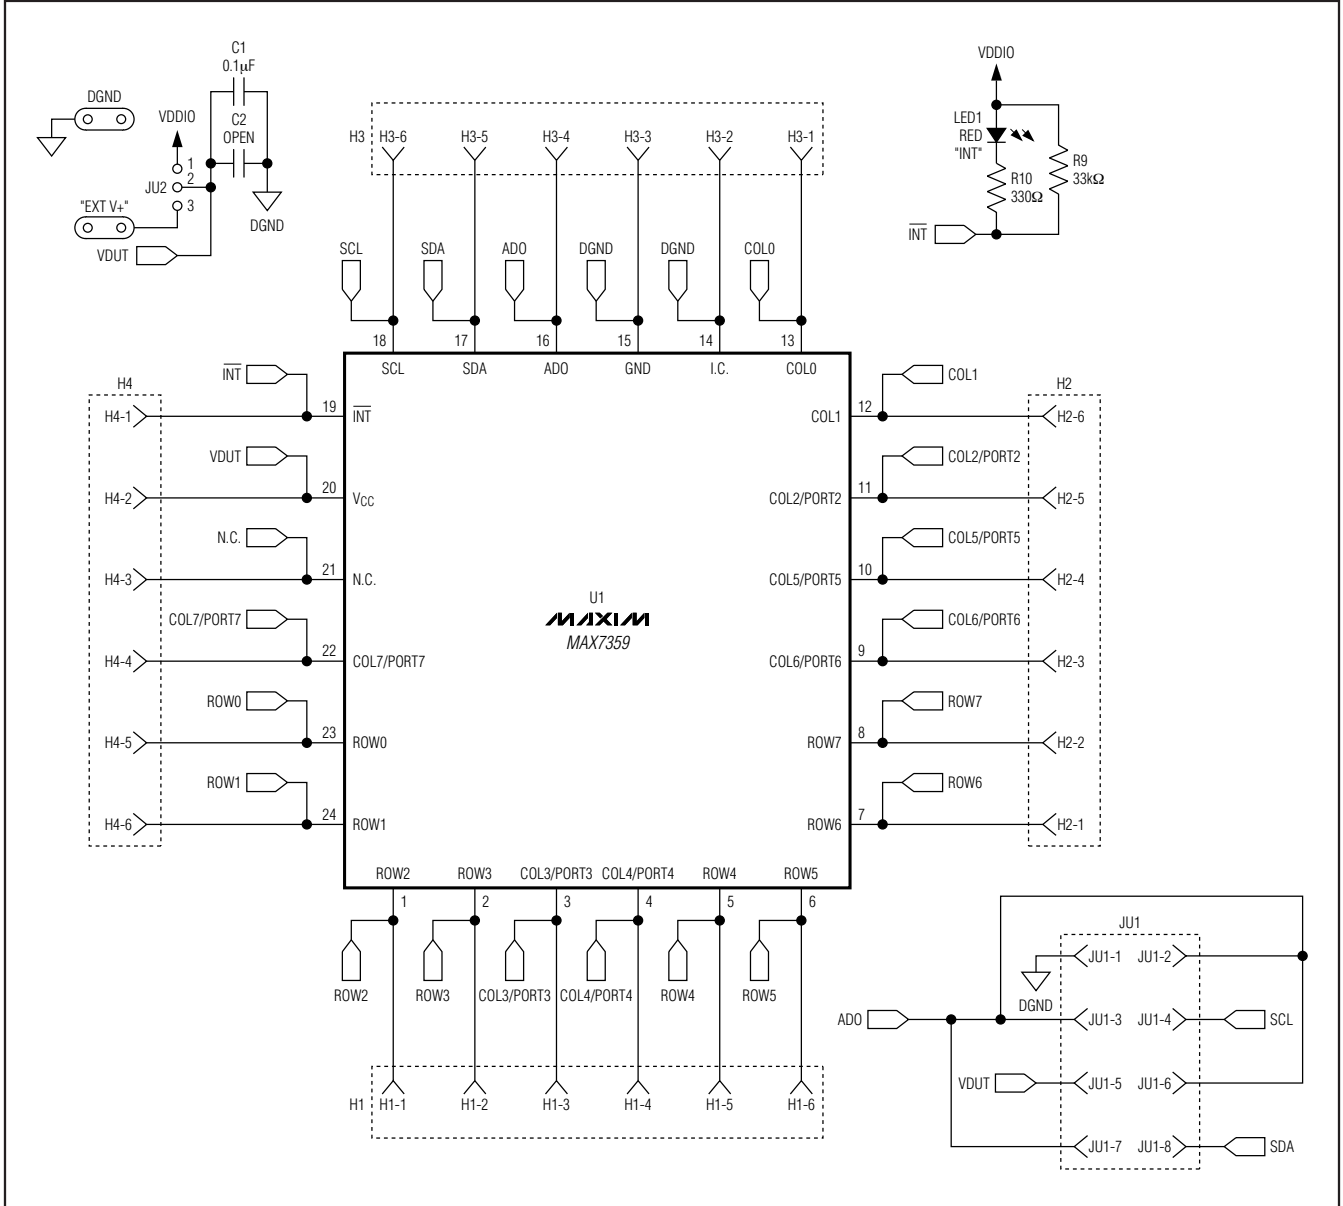 C1
0.1μF
C2
OPEN
DGND
VDDIO
1
2
3
JU2
"EXT V+"
VDUT
DGND
VDDIO
LED1
RED
"INT"
R10
330Ω
R9
33kΩ
INT
H3
H3-6
H3-5
H3-4
H3-3
H3-2
H3-1
SCL
SDA
ADO
DGND
DGND
COL0
18
17
16
15
14
13
SCL
SDA
ADO
GND
I.C.
COL0
H4
INT
H4-1
19
INT
VDUT
H4-2
20
VCC
N.C.
H4-3
21
N.C.
COL7/PORT7
H4-4
22
COL7/PORT7
ROW0
H4-5
23
ROW0
ROW1
H4-6
24
ROW1
U1
MAXIM
MAX7359
H2
COL1
COL1
12
H2-6
COL2/PORT2
COL2/PORT2
11
H2-5
COL5/PORT5
COL5/PORT5
10
H2-4
COL6/PORT6
COL6/PORT6
9
H2-3
ROW7
ROW7
8
H2-2
ROW6
ROW6
7
H2-1
ROW2
ROW3
COL3/PORT3
COL4/PORT4
ROW4
ROW5
1
2
3
4
5
6
ROW2
ROW3
COL3/PORT3
COL4/PORT4
ROW4
ROW5
H1
H1-1
H1-2
H1-3
H1-4
H1-5
H1-6
JU1
JU1-1
JU1-2
DGND
ADO
JU1-3
JU1-4
SCL
VDUT
JU1-5
JU1-6
JU1-7
JU1-8
SDA